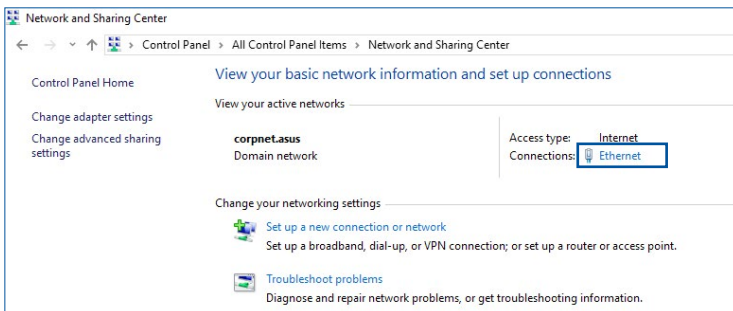 Network and Sharing Center
Control Panel > All Control Panel Items > Network and Sharing Center
Control Panel Home
Change adapter settings
Change advanced sharing
settings
View your basic network information and set up connections
View your active networks
corpnet.asus
Domain network
Access type: Internet
Connections: Ethernet
Change your networking settings
Set up a new connection or network
Set up a broadband, dial-up, or VPN connection; or set up a router or access point.
Troubleshoot problems
Diagnose and repair network problems, or get troubleshooting information.